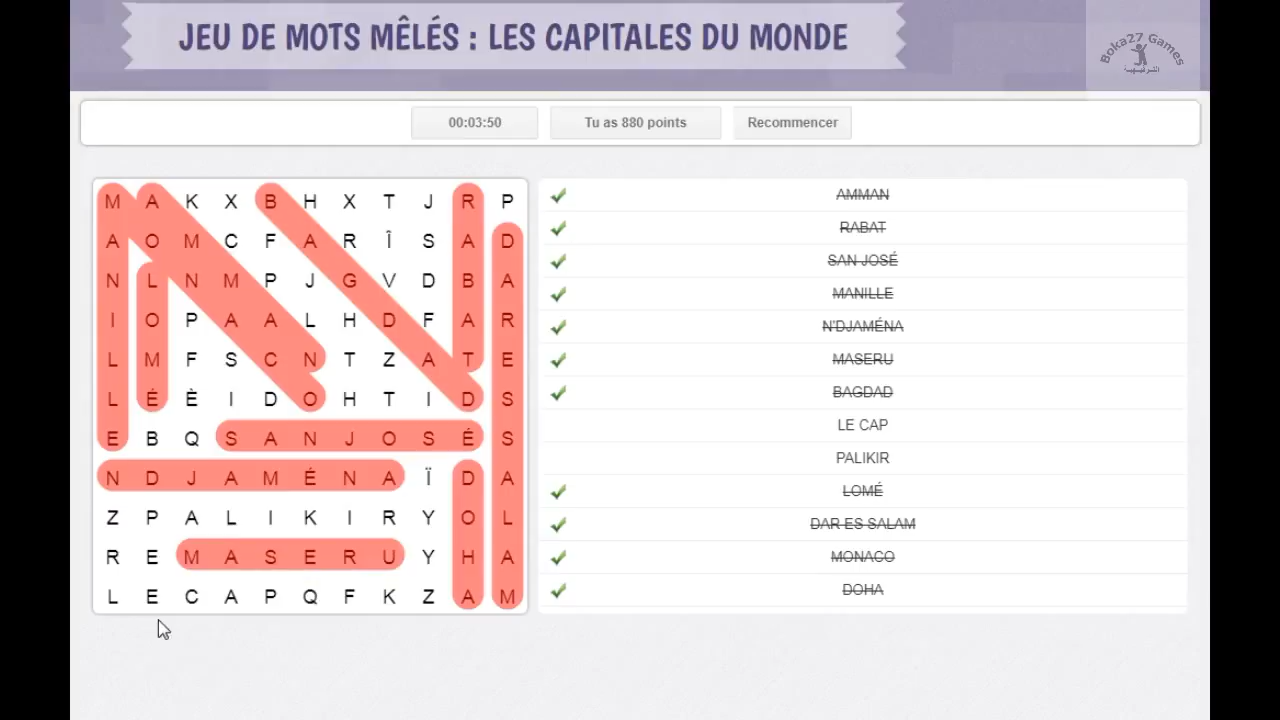 JEU DE MOTS MÊLÉS : LES CAPITALES DU MONDE
Boka27 Games
الترفيهية
00:03:50
Tu as 880 points
Recommencer
M A K X B H X T J R P
A O M C F A R Î S A D
N L N M P J G V D B A
I O P A A L H D F A R
L M F S C N T Z A T E
L É È I D O H T I D S
E B Q S A N J O S É S
N D J A M É N A Ï D A
Z P A L I K I R Y O L
R E M A S E R U Y H A
L E C A P Q F K Z A M
AMMAN
RABAT
SAN JOSÉ
MANILLE
N'DJAMÉNA
MASERU
BAGDAD
LE CAP
PALIKIR
LOMÉ
DAR ES SALAM
MONACO
DOHA